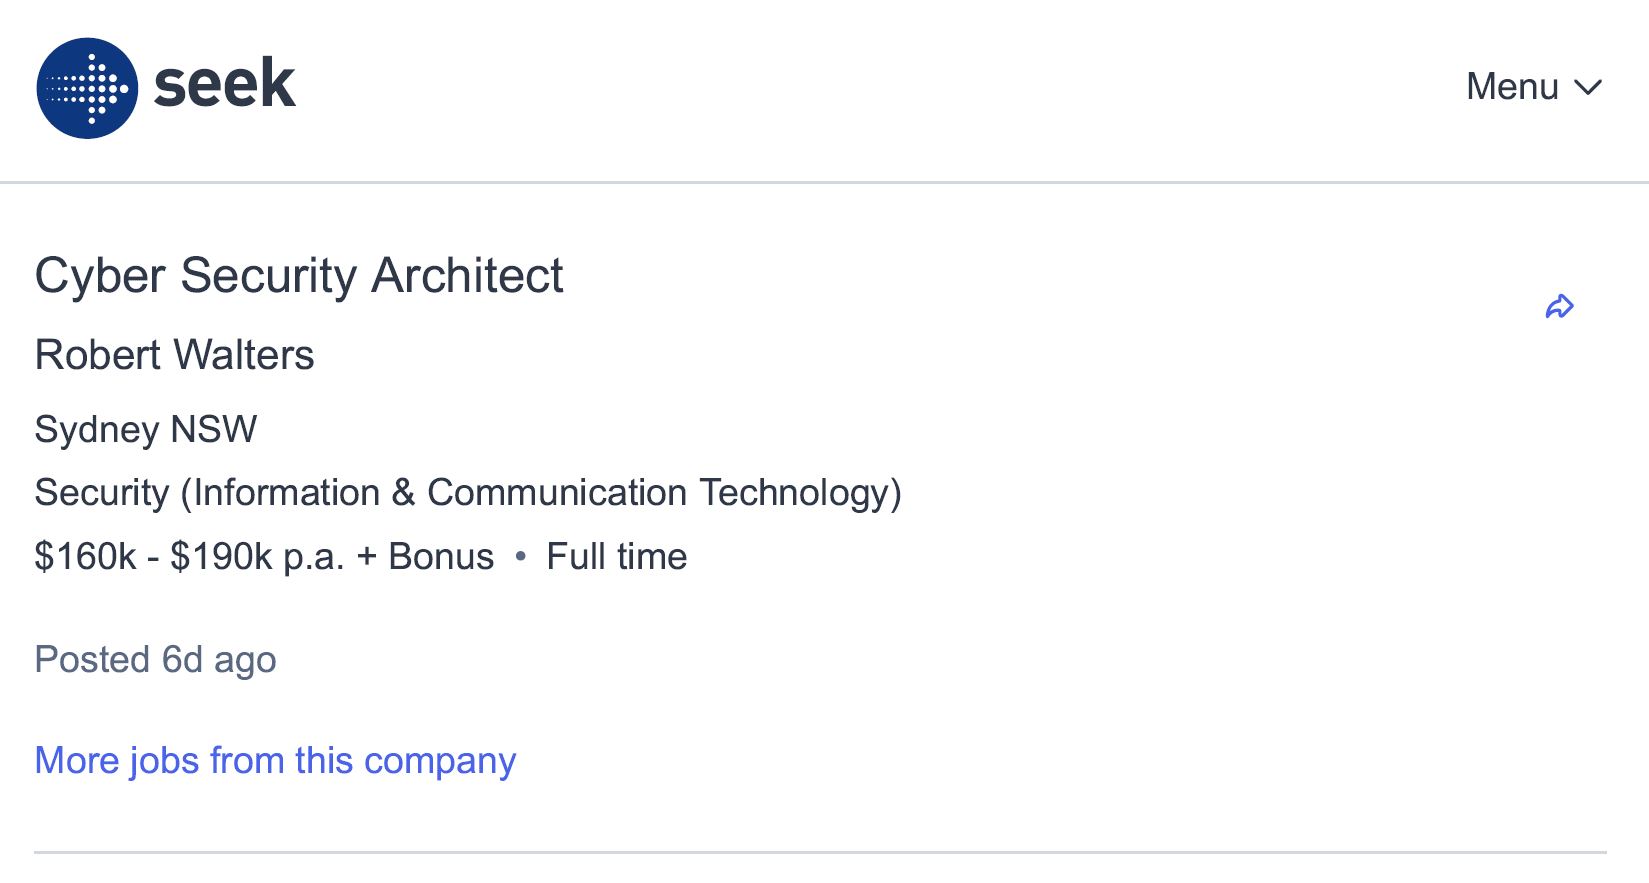 seek
Menu
Cyber Security Architect
Robert Walters
Sydney NSW
Security (Information & Communication Technology)
$160k - $190k p.a. + Bonus • Full time
Posted 6d ago
More jobs from this company